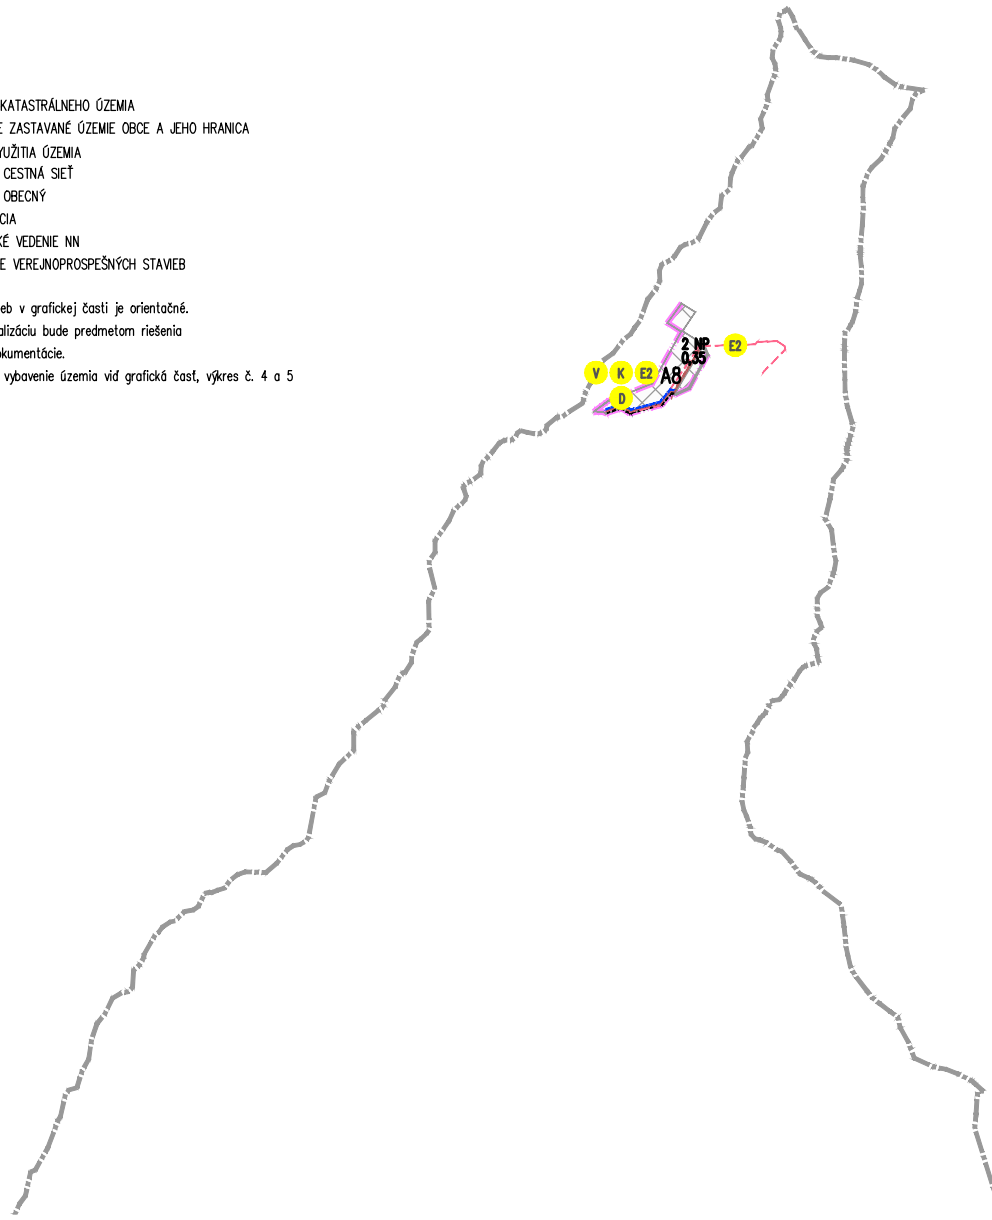 KATASTRÁLNEHO ÚZEMIA
E ZASTAVANÉ ÚZEMIE OBCE A JEHO HRANICA
YUŽITIA ÚZEMIA
CESTNÁ SIEŤ
OBECNÝ
CIA
KÉ VEDENIE NN
E VEREJNOPROSPEŠNÝCH STAVIEB
eb v grafickej časti je orientačné.
alizáciu bude predmetom riešenia
okumentácie.
vybavenie územia viď grafická časť, výkres č. 4 a 5
2 NP
0.35
E2
V K E2
A8
D